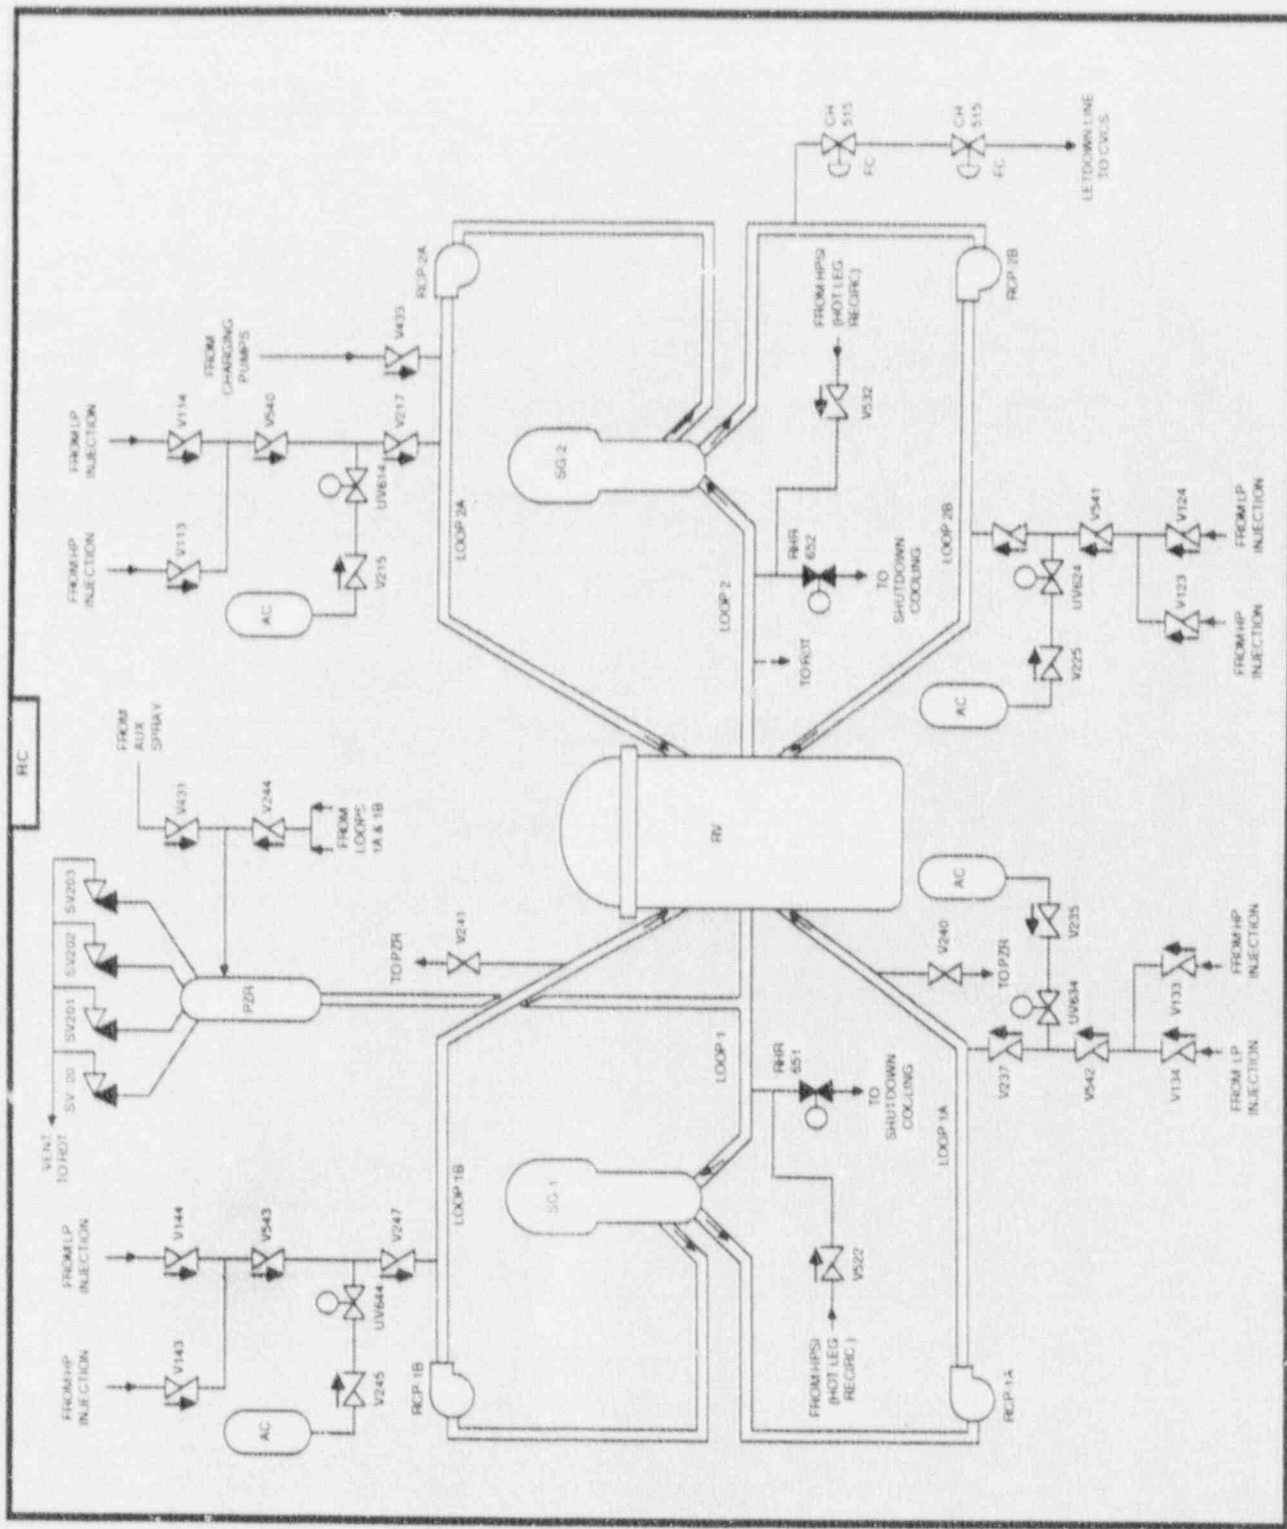 RC
VENT
TO RDT
SV 00
SV201
SV202
SV203
FROM HP
INJECTION
FROM LP
INJECTION
V143
V144
V543
AC
V245
UV644
V247
RCP-1B
LOOP 1B
PZR
FROM
AUX
SPRAY
V431
V244
FROM
LOOPS
1A & 1B
TO PZR
V241
FROM HP
INJECTION
FROM LP
INJECTION
V113
V114
V540
AC
V215
UV614
V217
FROM
CHARGING
PUMPS
V433
RCP-2A
LOOP 2A
SG-1
LOOP 1
RHR
651
TO
SHUTDOWN
COOLING
FROM HPSI
(HOT LEG
RECIRC)
V522
RV
SG-2
LOOP 2
RHR
652
TO
SHUTDOWN
COOLING
TO RDT
FROM HPSI
(HOT LEG
RECIRC)
V532
CH
515
FC
CH
515
FC
LETDOWN LINE
TO CVCS
RCP-1A
LOOP 1A
V240
TO PZR
AC
V235
UV634
V237
V542
V134
V133
FROM LP
INJECTION
FROM HP
INJECTION
RCP-2B
LOOP 2B
AC
V225
UV624
V541
V123
V124
FROM HP
INJECTION
FROM LP
INJECTION